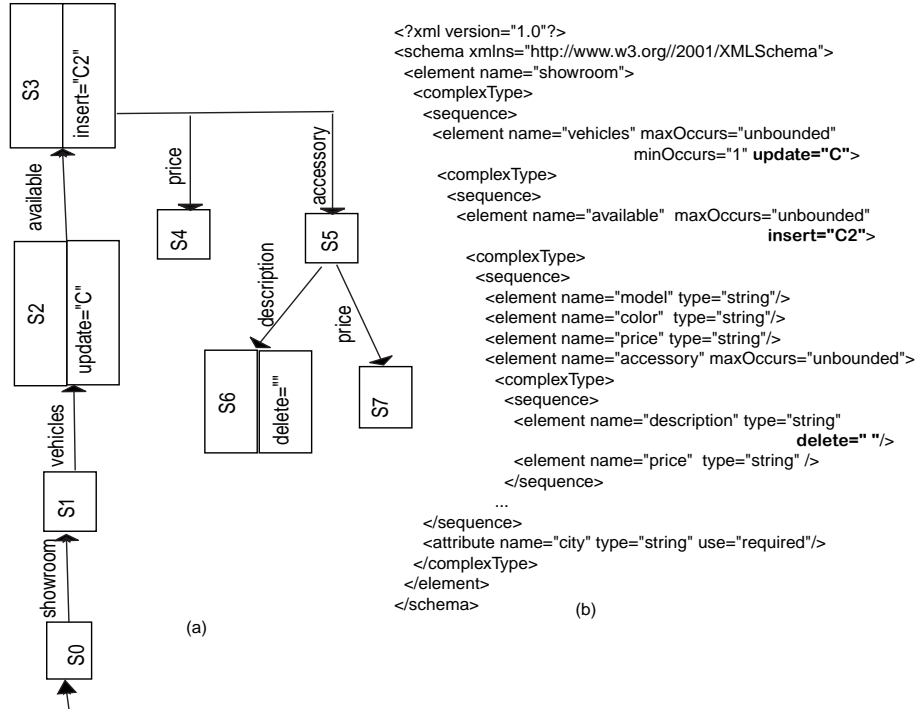 S3
insert="C2"
available
price
accessory
S4
S5
S2
update="C"
description
price
S6
delete=""
S7
vehicles
S1
showroom
S0
(a)
<?xml version="1.0"?>
<schema xmlns="http://www.w3.org//2001/XMLSchema">
<element name="showroom">
<complexType>
<sequence>
<element name="vehicles" maxOccurs="unbounded"
minOccurs="1" update="C">
<complexType>
<sequence>
<element name="available" maxOccurs="unbounded"
insert="C2">
<complexType>
<sequence>
<element name="model" type="string"/>
<element name="color" type="string"/>
<element name="price" type="string"/>
<element name="accessory" maxOccurs="unbounded">
<complexType>
<sequence>
<element name="description" type="string"
delete=" "/>
<element name="price" type="string" />
</sequence>
...
</sequence>
<attribute name="city" type="string" use="required"/>
</complexType>
</element>
</schema>
(b)